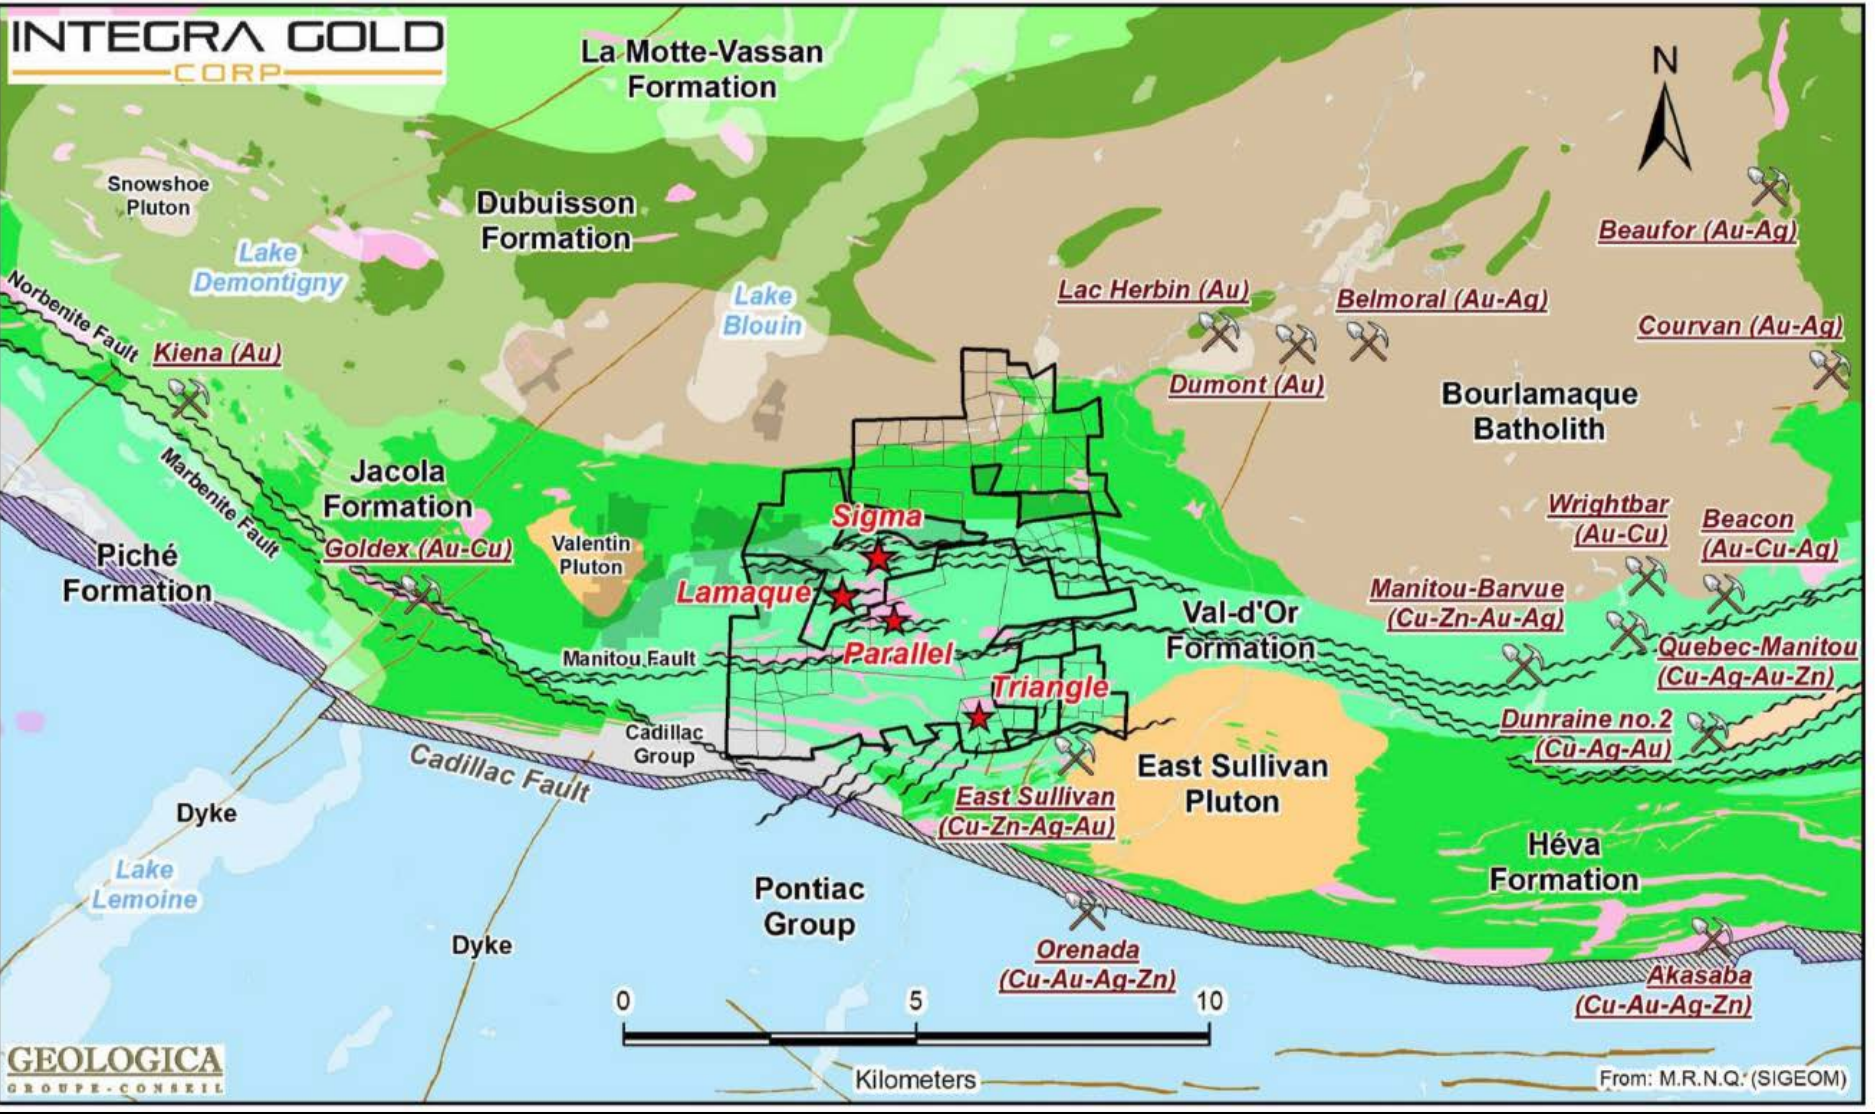 INTEGRA GOLD
CORP
La Motte-Vassan
Formation
N
Snowshoe
Pluton
Dubuisson
Formation
Beaufor (Au-Ag)
Lake
Demontigny
Norbenite Fault
Lake
Blouin
Lac Herbin (Au)
Belmoral (Au-Ag)
Courvan (Au-Ag)
Kiena (Au)
Dumont (Au)
Bourlamaque
Batholith
Marbenite Fault
Jacola
Formation
Goldex (Au-Cu)
Sigma
Wrightbar
(Au-Cu)
Beacon
(Au-Cu-Ag)
Piché
Formation
Valentin
Pluton
Lamaque
Manitou-Barvue
(Cu-Zn-Au-Ag)
Val-d'Or
Formation
Manitou Fault
Parallel
Quebec-Manitou
(Cu-Ag-Au-Zn)
Triangle
Dunraine no.2
(Cu-Ag-Au)
Cadillac
Group
Cadillac Fault
East Sullivan
Pluton
East Sullivan
(Cu-Zn-Ag-Au)
Dyke
Héva
Formation
Lake
Lemoine
Pontiac
Group
Dyke
Orenada
(Cu-Au-Ag-Zn)
Akasaba
(Cu-Au-Ag-Zn)
0 5 10
Kilometers
GEOLOGICA
GROUPE-CONSEIL
From: M.R.N.Q. (SIGEOM)